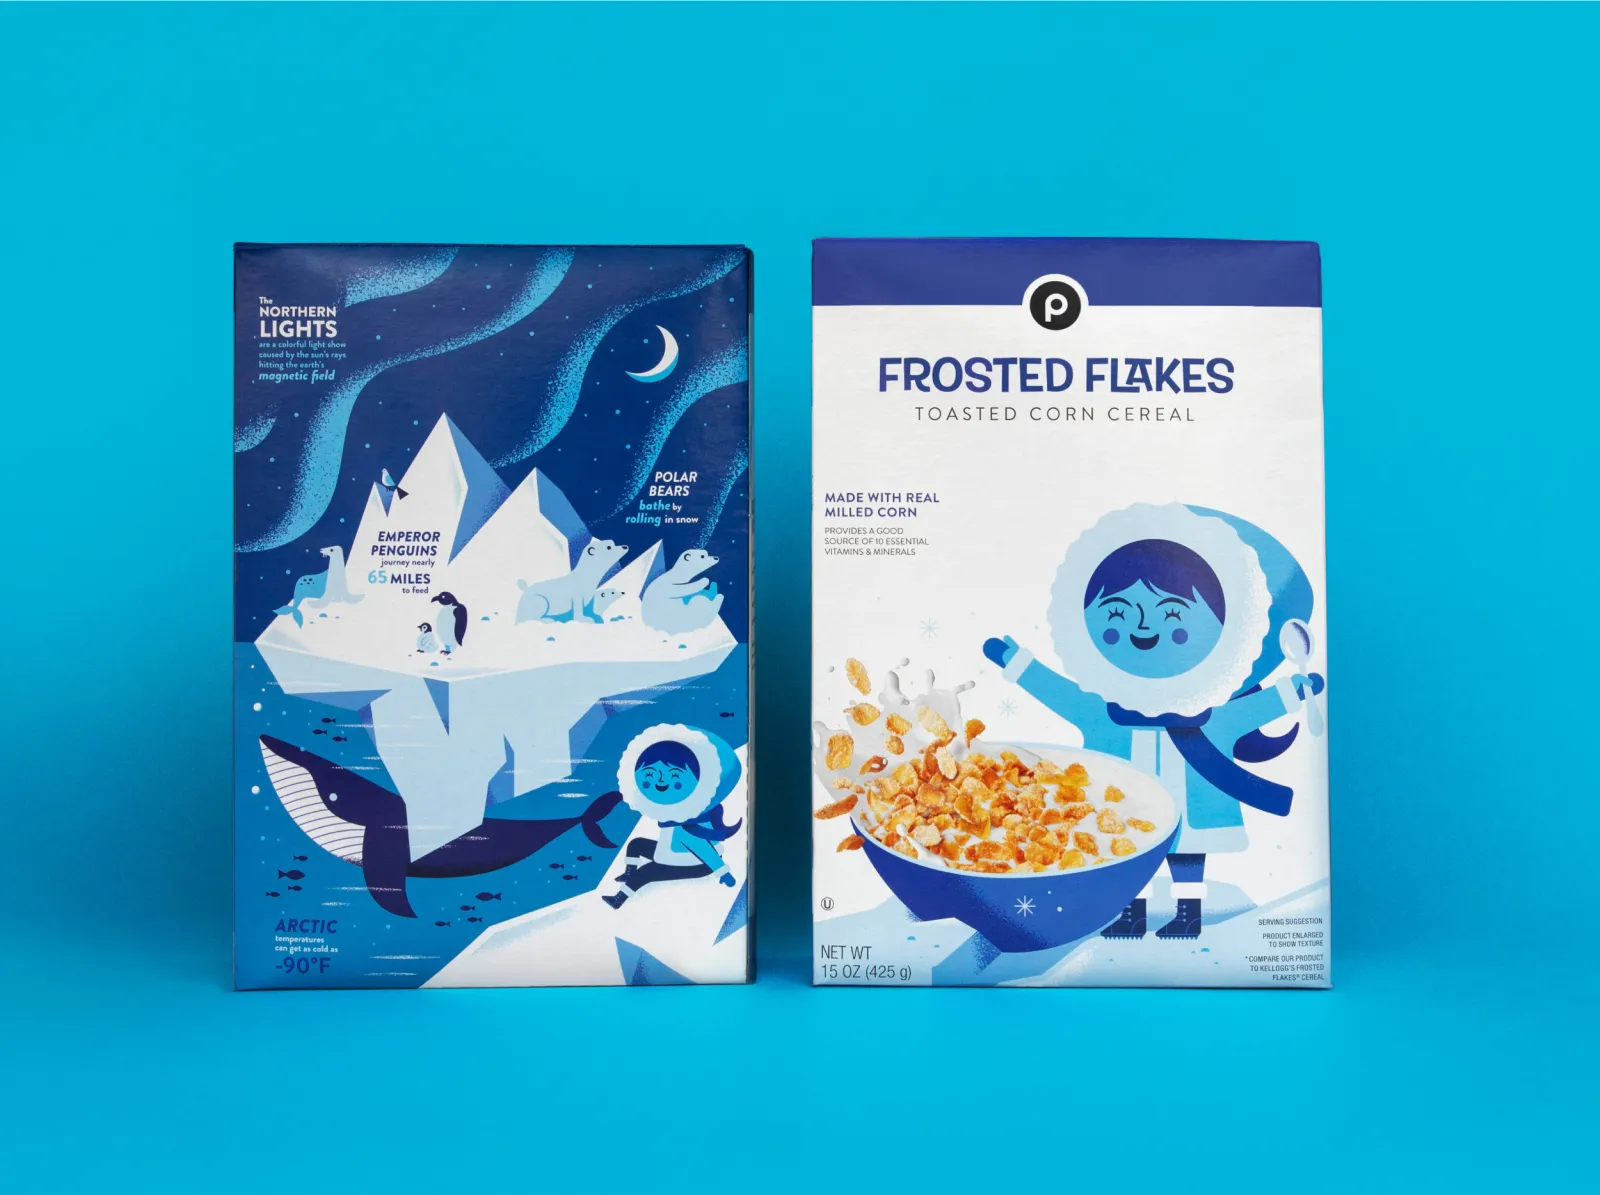 The
NORTHERN
LIGHTS
are a colorful light show
caused by the sun's rays
hitting the earth's
magnetic field
POLAR
BEARS
bathe by
rolling in snow
EMPEROR
PENGUINS
journey nearly
65 MILES
to feed
ARCTIC
temperatures
can get as cold as
-90°F
p
FROSTED FLAKES
TOASTED CORN CEREAL
MADE WITH REAL
MILLED CORN
PROVIDES A GOOD
SOURCE OF 10 ESSENTIAL
VITAMINS & MINERALS
U
NET WT
15 OZ (425 g)
SERVING SUGGESTION
PRODUCT ENLARGED
TO SHOW TEXTURE
*COMPARE OUR PRODUCT
TO KELLOGG'S FROSTED
FLAKES® CEREAL